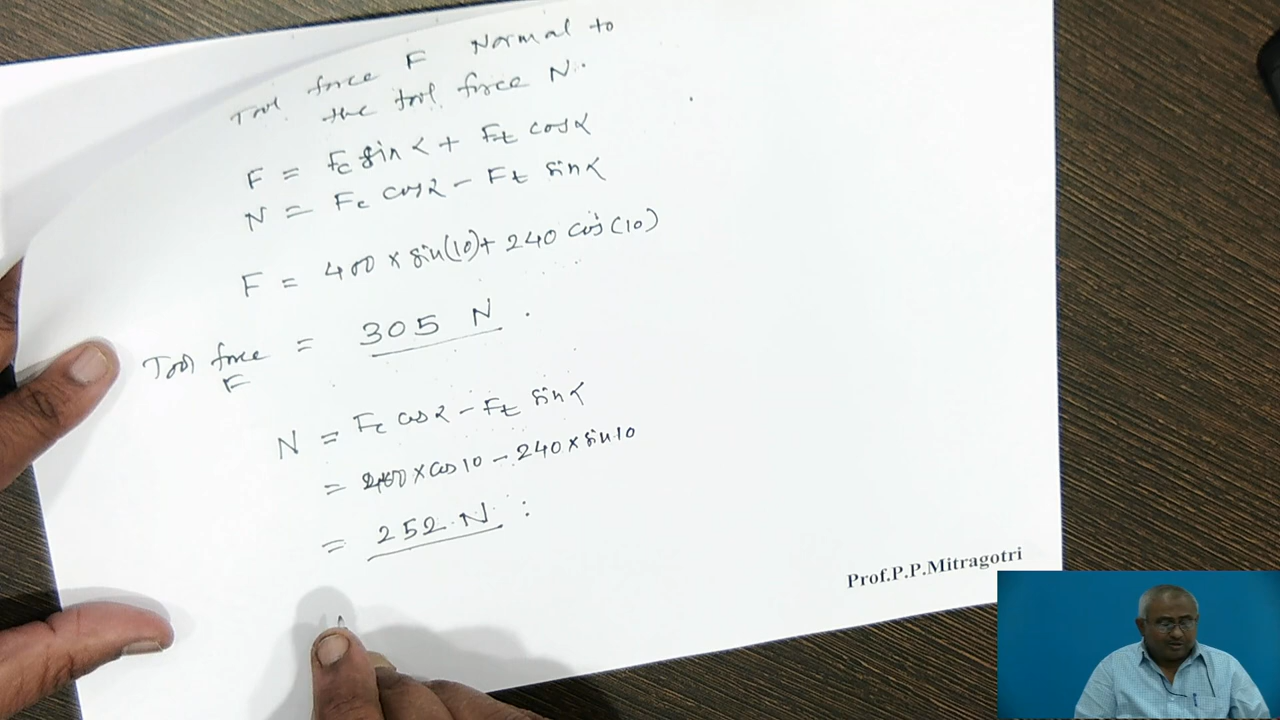 Tool force F Normal to
the tool force N.
F = Fc sin α + Ft cos α
N = Fc cos α - Ft sin α
F = 400 × sin(10) + 240 cos(10)
Tool force F = 305 N.
N = Fc cos α - Ft sin α
= 400 × cos 10 - 240 × sin 10
= 252 N
Prof.P.P.Mitragotri